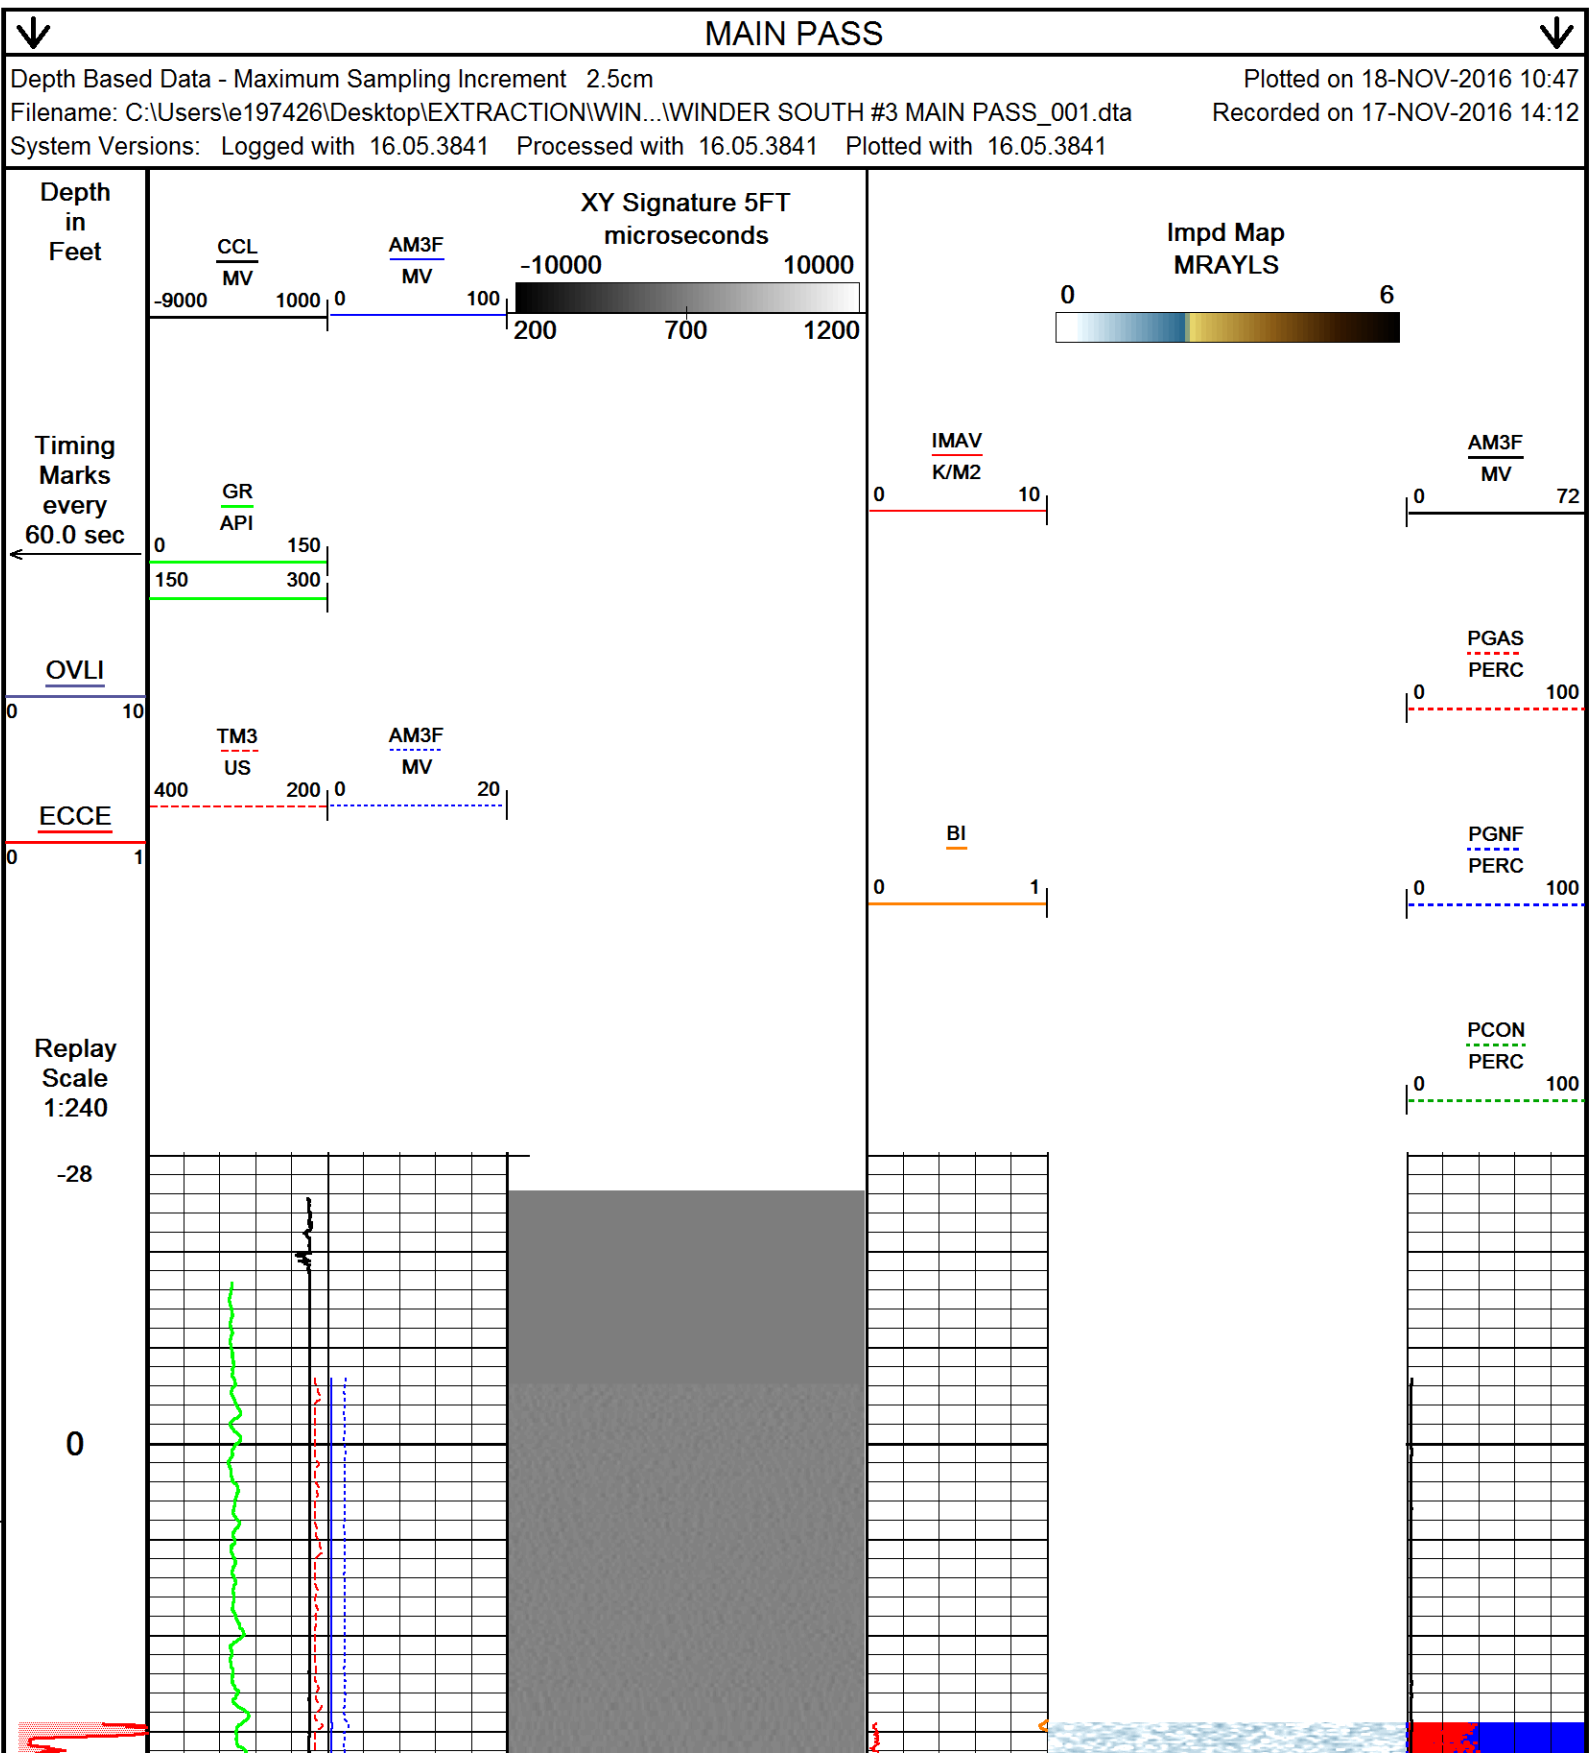 MAIN PASS
Depth Based Data - Maximum Sampling Increment 2.5cm
Plotted on 18-NOV-2016 10:47
Filename: C:\Users\e197426\Desktop\EXTRACTION\WIN...\WINDER SOUTH #3 MAIN PASS_001.dta
Recorded on 17-NOV-2016 14:12
System Versions: Logged with 16.05.3841 Processed with 16.05.3841 Plotted with 16.05.3841
Depth
in
Feet
Timing
Marks
every
60.0 sec
OVLI
0 10
ECCE
0 1
Replay
Scale
1:240
-28
0
CCL
MV
-9000 1000
GR
API
0 150
150 300
TM3
US
400 200
AM3F
MV
0 100
AM3F
MV
0 20
XY Signature 5FT
microseconds
-10000 10000
200 700 1200
IMAV
K/M2
0 10
BI
0 1
Impd Map
MRAYLS
0 6
AM3F
MV
0 72
PGAS
PERC
0 100
PGNF
PERC
0 100
PCON
PERC
0 100